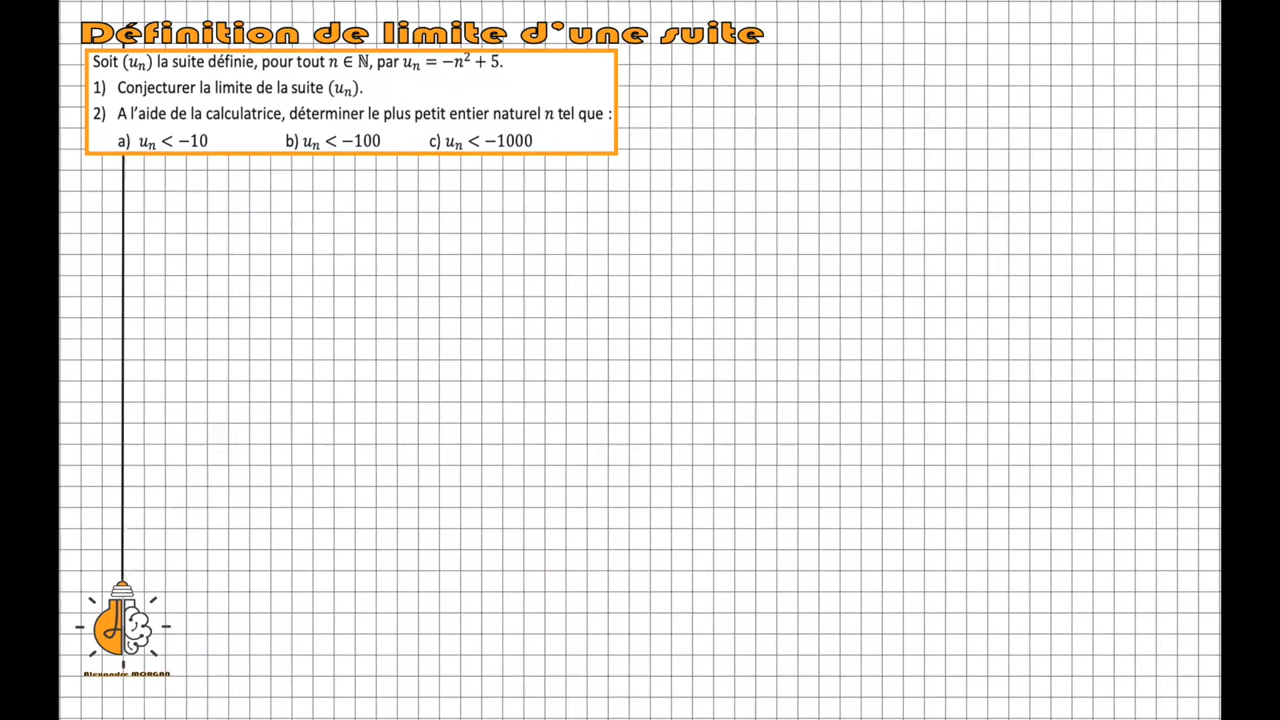 Définition de limite d'une suite
Soit (uₙ) la suite définie, pour tout n ∈ ℕ, par uₙ = −n² + 5.
1) Conjecturer la limite de la suite (uₙ).
2) A l'aide de la calculatrice, déterminer le plus petit entier naturel n tel que :
a) uₙ < −10 b) uₙ < −100 c) uₙ < −1000
Alexandre MORGAN